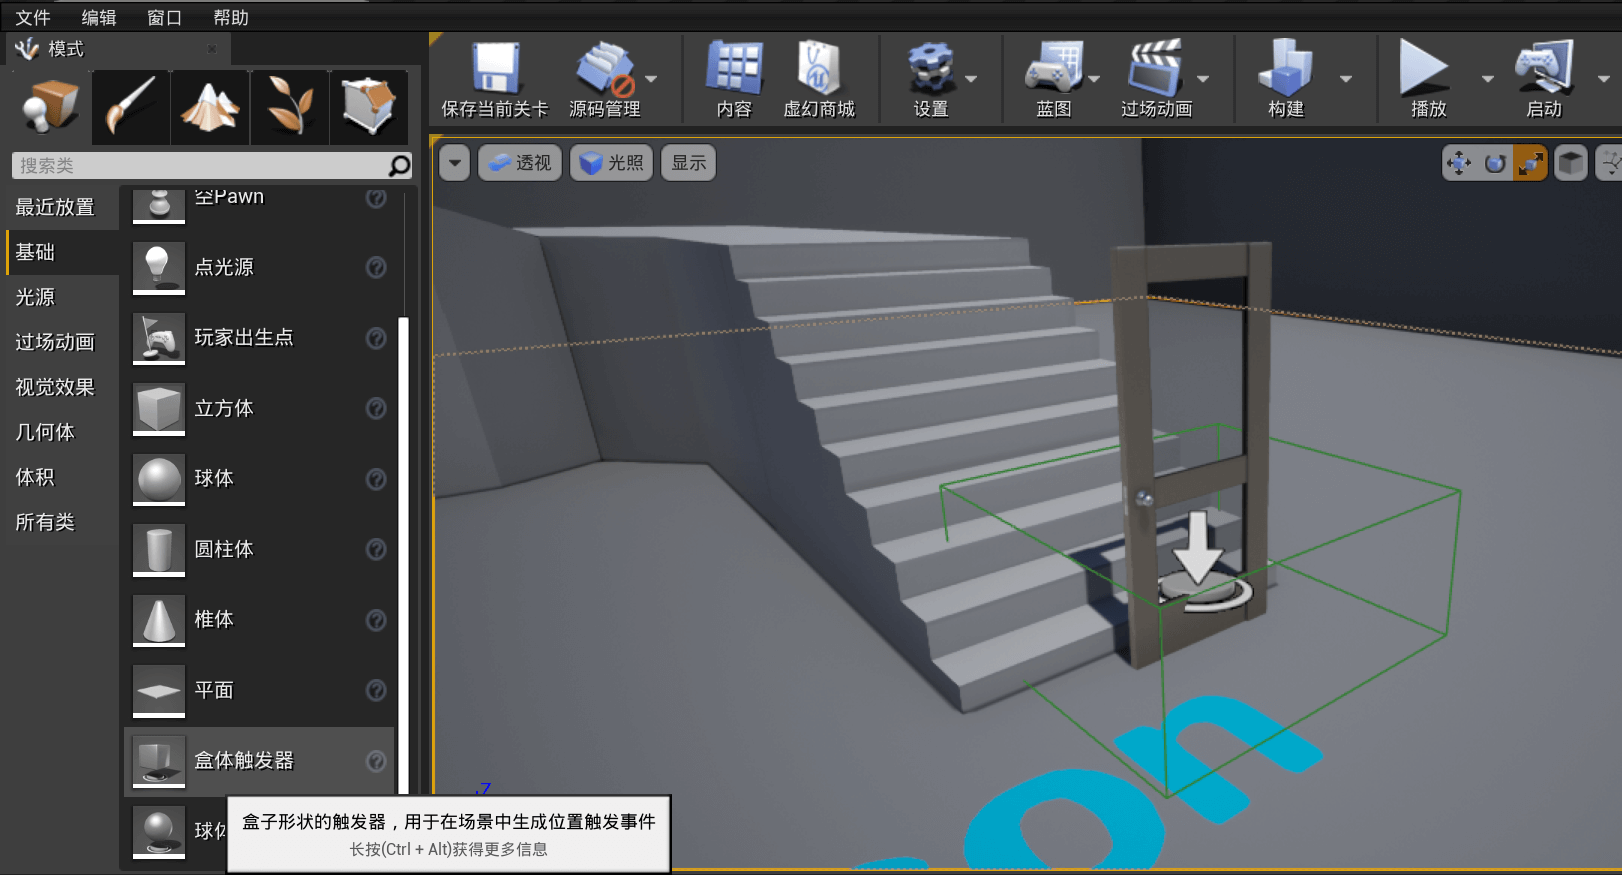 文件 编辑 窗口 帮助
模式
保存当前关卡 源码管理 内容 虚幻商城 设置 蓝图 过场动画 构建 播放 启动
搜索类
透视 光照 显示
最近放置
基础
光源
过场动画
视觉效果
几何体
体积
所有类
空Pawn
点光源
玩家出生点
立方体
球体
圆柱体
椎体
平面
盒体触发器
球体
盒子形状的触发器，用于在场景中生成位置触发事件
长按(Ctrl + Alt)获得更多信息
Z
on